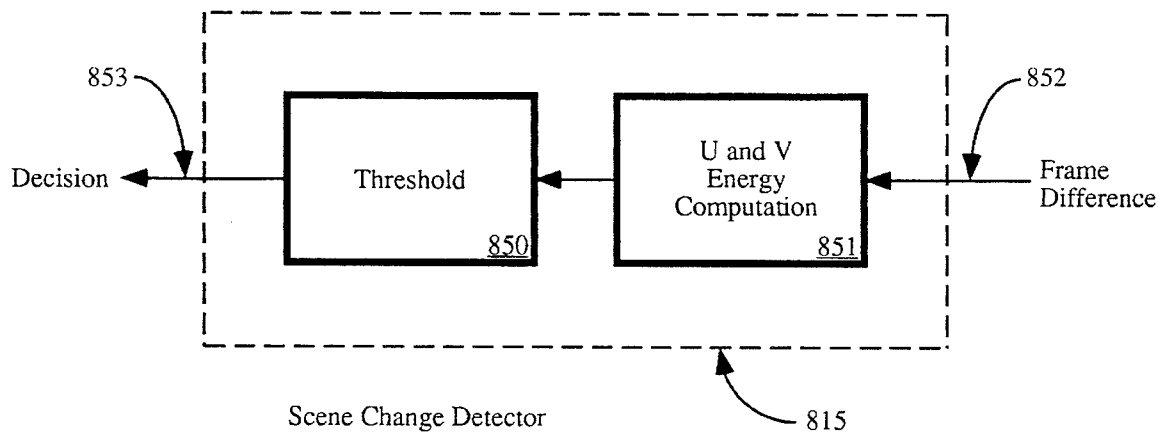 853
852
Decision
Threshold
850
U and V
Energy
Computation
851
Frame
Difference
Scene Change Detector
815